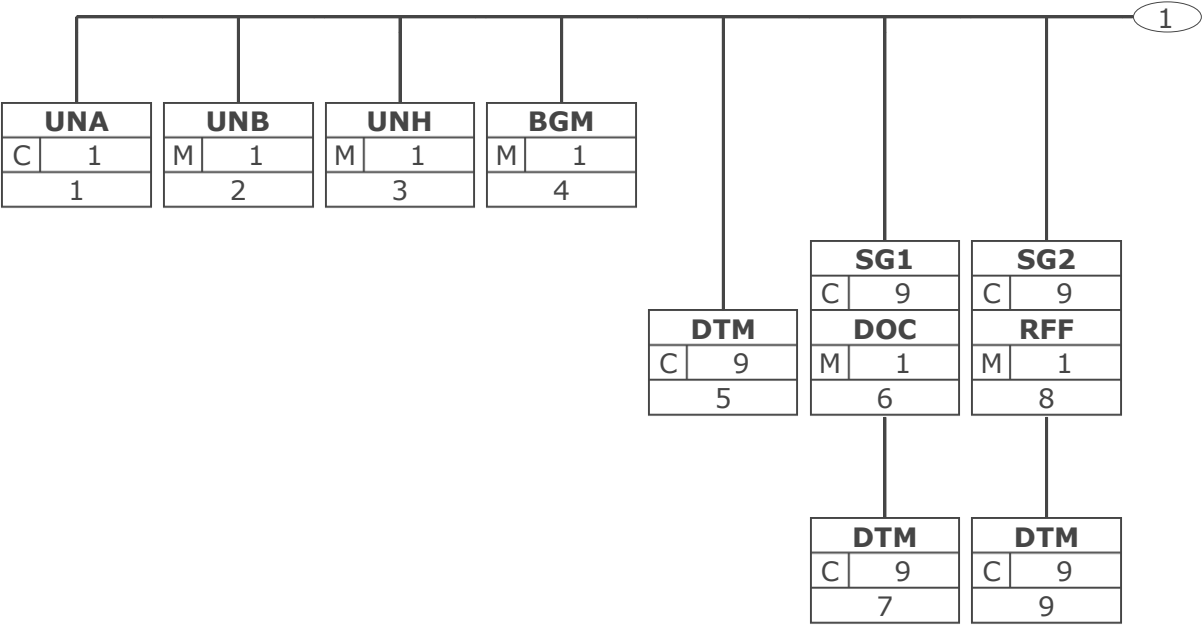 1
UNA UNB UNH BGM
C 1 M 1 M 1 M 1
1 2 3 4
SG1 SG2
C 9 C 9
DTM DOC RFF
C 9 M 1 M 1
5 6 8
DTM DTM
C 9 C 9
7 9